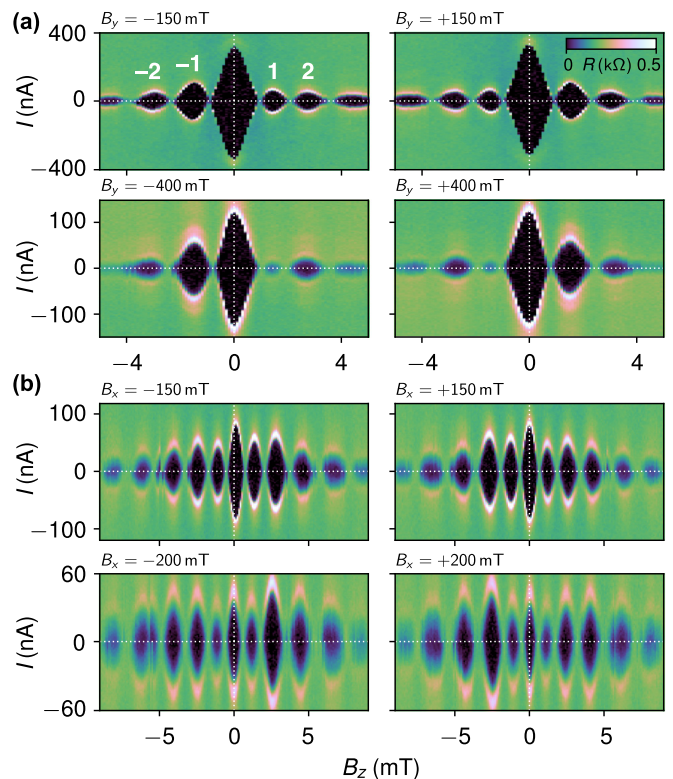 (a)
B_y = −150 mT
B_y = +150 mT
400
0
−400
I (nA)
−2 −1 1 2
0 R (kΩ) 0.5
B_y = −400 mT
B_y = +400 mT
100
0
−100
I (nA)
−4 0 4
−4 0 4
(b)
B_x = −150 mT
B_x = +150 mT
100
0
−100
I (nA)
B_x = −200 mT
B_x = +200 mT
60
0
−60
I (nA)
−5 0 5
−5 0 5
B_z (mT)